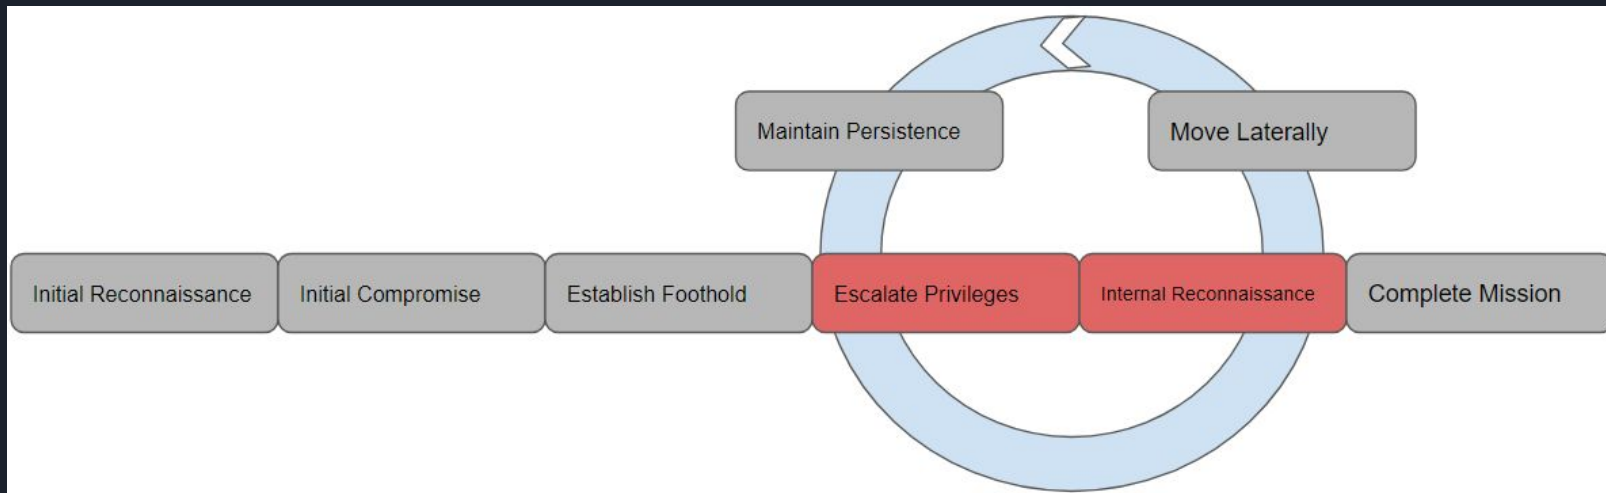 Maintain Persistence
Move Laterally
Initial Reconnaissance
Initial Compromise
Establish Foothold
Escalate Privileges
Internal Reconnaissance
Complete Mission